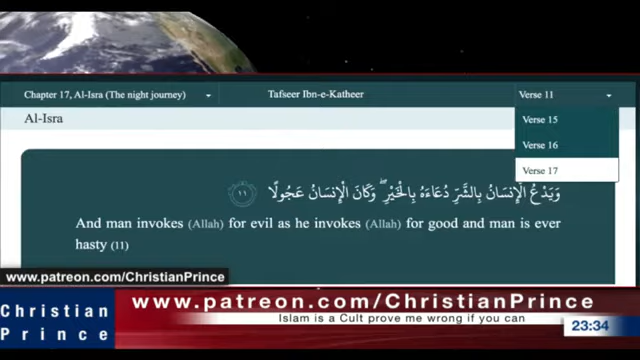 Chapter 17, Al-Isra (The night journey)
Tafseer Ibn-e-Katheer
Verse 11
Al-Isra
Verse 15
Verse 16
Verse 17
وَيَدْعُ الْإِنسَانُ بِالشَّرِّ دُعَاءَهُ بِالْخَيْرِ ۖ وَكَانَ الْإِنسَانُ عَجُولًا ١١
And man invokes (Allah) for evil as he invokes (Allah) for good and man is ever
hasty (11)
www.patreon.com/ChristianPrince
www.patreon.com/ChristianPrince
Christian
Prince
Islam is a Cult prove me wrong if you can
23:34